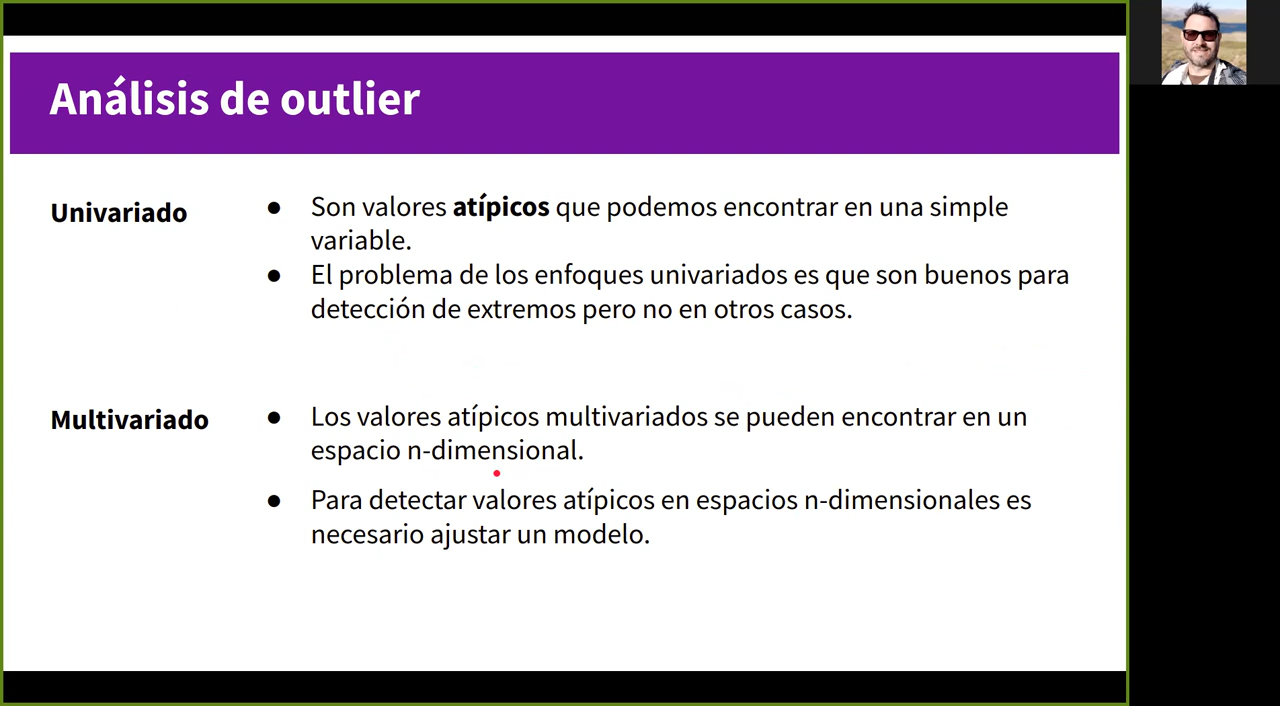 Análisis de outlier
Univariado
● Son valores atípicos que podemos encontrar en una simple
variable.
● El problema de los enfoques univariados es que son buenos para
detección de extremos pero no en otros casos.
Multivariado
● Los valores atípicos multivariados se pueden encontrar en un
espacio n-dimensional.
● Para detectar valores atípicos en espacios n-dimensionales es
necesario ajustar un modelo.